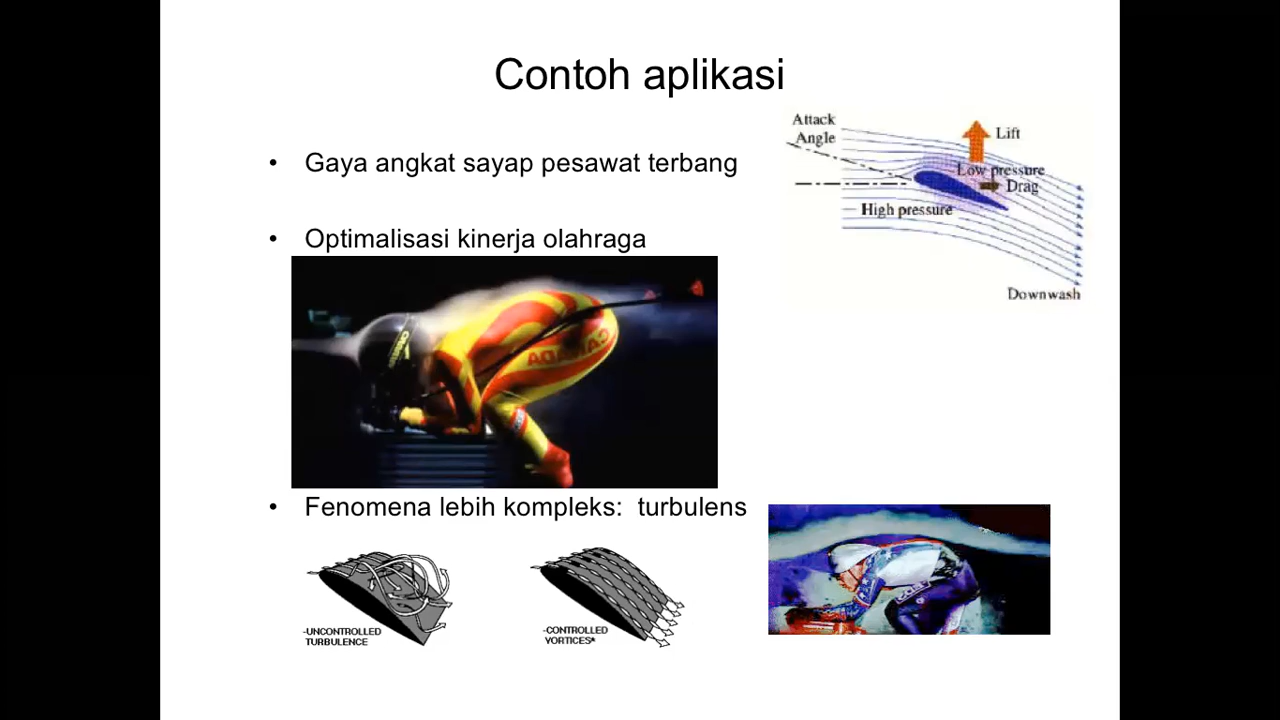 Contoh aplikasi
• Gaya angkat sayap pesawat terbang
Attack
Angle
Lift
Low pressure
Drag
High pressure
Downwash
• Optimalisasi kinerja olahraga
CANADA
• Fenomena lebih kompleks: turbulens
-UNCONTROLLED
TURBULENCE
-CONTROLLED
VORTICES*